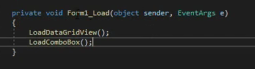 private void Form1_Load(object sender, EventArgs e)
{
LoadDataGridView();
LoadComboBox();
}